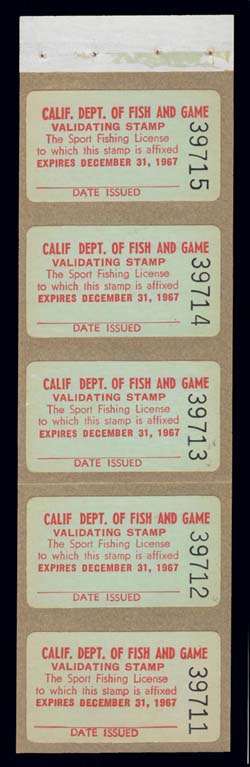 CALIF. DEPT. OF FISH AND GAME
VALIDATING STAMP
The Sport Fishing License
to which this stamp is affixed
EXPIRES DECEMBER 31, 1967
DATE ISSUED
39715
CALIF DEPT. OF FISH AND GAME
VALIDATING STAMP
The Sport Fishing License
to which this stamp is affixed
EXPIRES DECEMBER 31, 1967
DATE ISSUED
39714
CALIF DEPT. OF FISH AND GAME
VALIDATING STAMP
The Sport Fishing License
to which this stamp is affixed
EXPIRES DECEMBER 31, 1967
DATE ISSUED
39713
CALIF DEPT. OF FISH AND GAME
VALIDATING STAMP
The Sport Fishing License
to which this stamp is affixed
EXPIRES DECEMBER 31, 1967
DATE ISSUED
39712
CALIF. DEPT. OF FISH AND GAME
VALIDATING STAMP
The Sport Fishing License
to which this stamp is affixed
EXPIRES DECEMBER 31, 1967
DATE ISSUED
39711